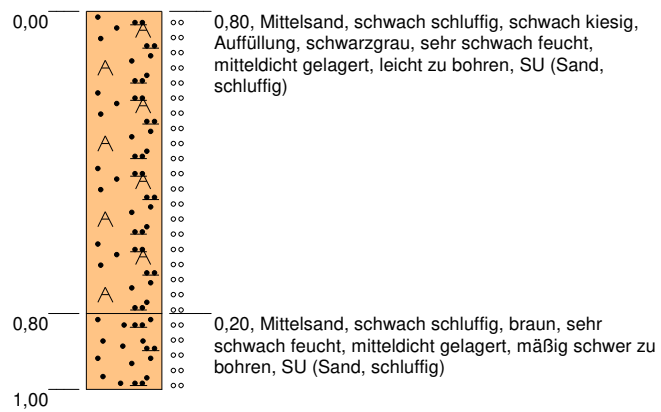 0,00
0,80, Mittelsand, schwach schluffig, schwach kiesig,
Auffüllung, schwarzgrau, sehr schwach feucht,
mitteldicht gelagert, leicht zu bohren, SU (Sand,
schluffig)
A
A
A
A
A
A
A
A
0,80
0,20, Mittelsand, schwach schluffig, braun, sehr
schwach feucht, mitteldicht gelagert, mäßig schwer zu
bohren, SU (Sand, schluffig)
1,00